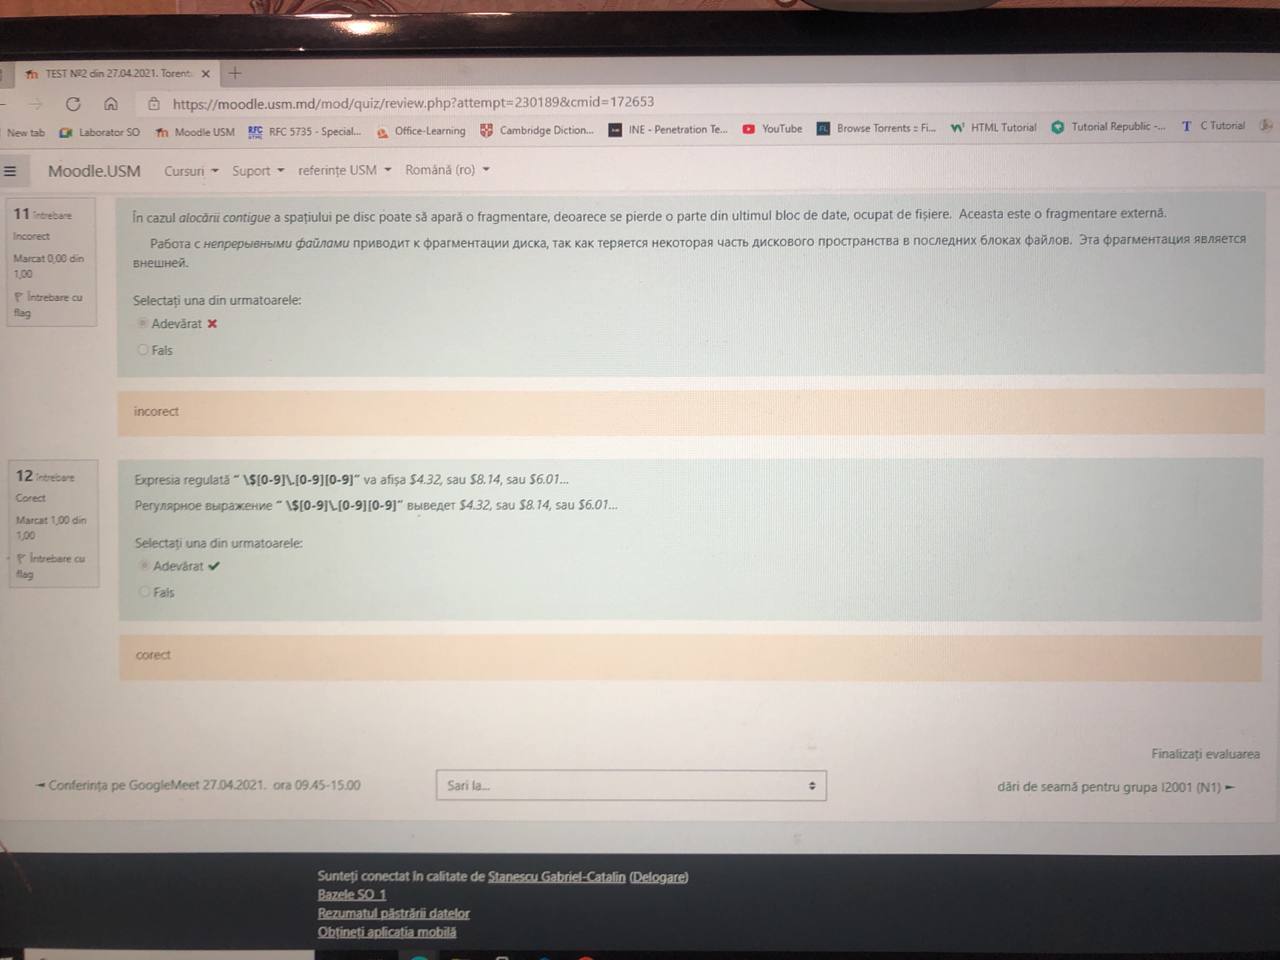 TEST №2 din 27.04.2021. Torent:
https://moodle.usm.md/mod/quiz/review.php?attempt=230189&cmid=172653
New tab Laborator SO Moodle USM RFC 5735 - Special... Office-Learning Cambridge Diction... INE - Penetration Te... YouTube Browse Torrents :: Fi... HTML Tutorial Tutorial Republic -... C Tutorial
Moodle.USM Cursuri Suport referințe USM Română (ro)
11 Întrebare
Incorect
Marcat 0,00 din
1,00
Întrebare cu
flag
În cazul alocării contigue a spațiului pe disc poate să apară o fragmentare, deoarece se pierde o parte din ultimul bloc de date, ocupat de fișiere. Aceasta este o fragmentare externă.
Работа с непрерывными файлами приводит к фрагментации диска, так как теряется некоторая часть дискового пространства в последних блоках файлов. Эта фрагментация является
внешней.
Selectați una din urmatoarele:
Adevărat
Fals
incorect
12 Întrebare
Corect
Marcat 1,00 din
1,00
Întrebare cu
flag
Expresia regulată “ \$[0-9]\.[0-9][0-9]” va afișa $4.32, sau $8.14, sau $6.01...
Регулярное выражение “ \$[0-9]\.[0-9][0-9]” выведет $4.32, sau $8.14, sau $6.01...
Selectați una din urmatoarele:
Adevărat
Fals
corect
Finalizați evaluarea
◄ Conferința pe GoogleMeet 27.04.2021. ora 09.45-15.00
Sari la...
dări de seamă pentru grupa I2001 (N1) ►
Sunteți conectat în calitate de Stanescu Gabriel-Catalin (Delogare)
Bazele SO_1
Rezumatul păstrării datelor
Obțineți aplicația mobilă